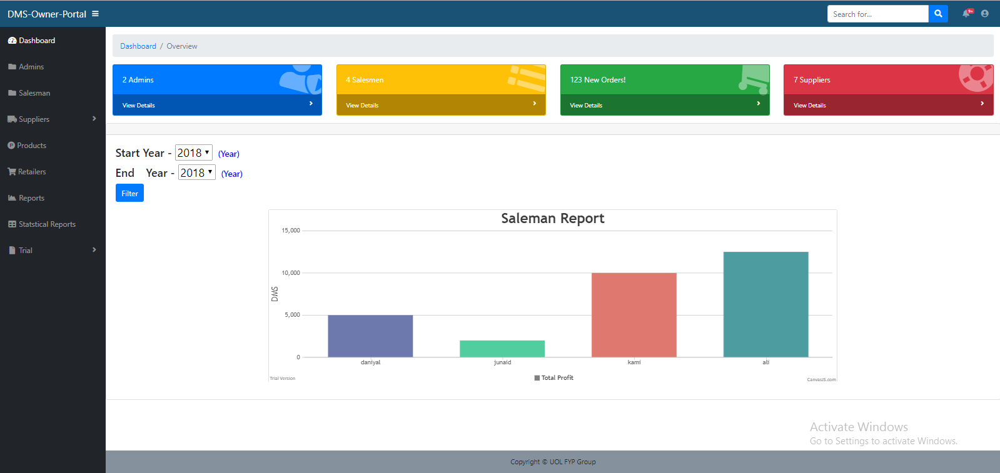 DMS-Owner-Portal
Search for...
9+
Dashboard
Admins
Salesman
Suppliers
Products
Retailers
Reports
Statstical Reports
Trial
Dashboard / Overview
2 Admins
View Details
4 Salesmen
View Details
123 New Orders!
View Details
7 Suppliers
View Details
Start Year - 2018 (Year)
End Year - 2018 (Year)
Filter
Saleman Report
15,000
10,000
5,000
0
DMS
daniyal junaid kami ali
Total Profit
Trial Version
CanvasJS.com
Activate Windows
Go to Settings to activate Windows.
Copyright © UOL FYP Group